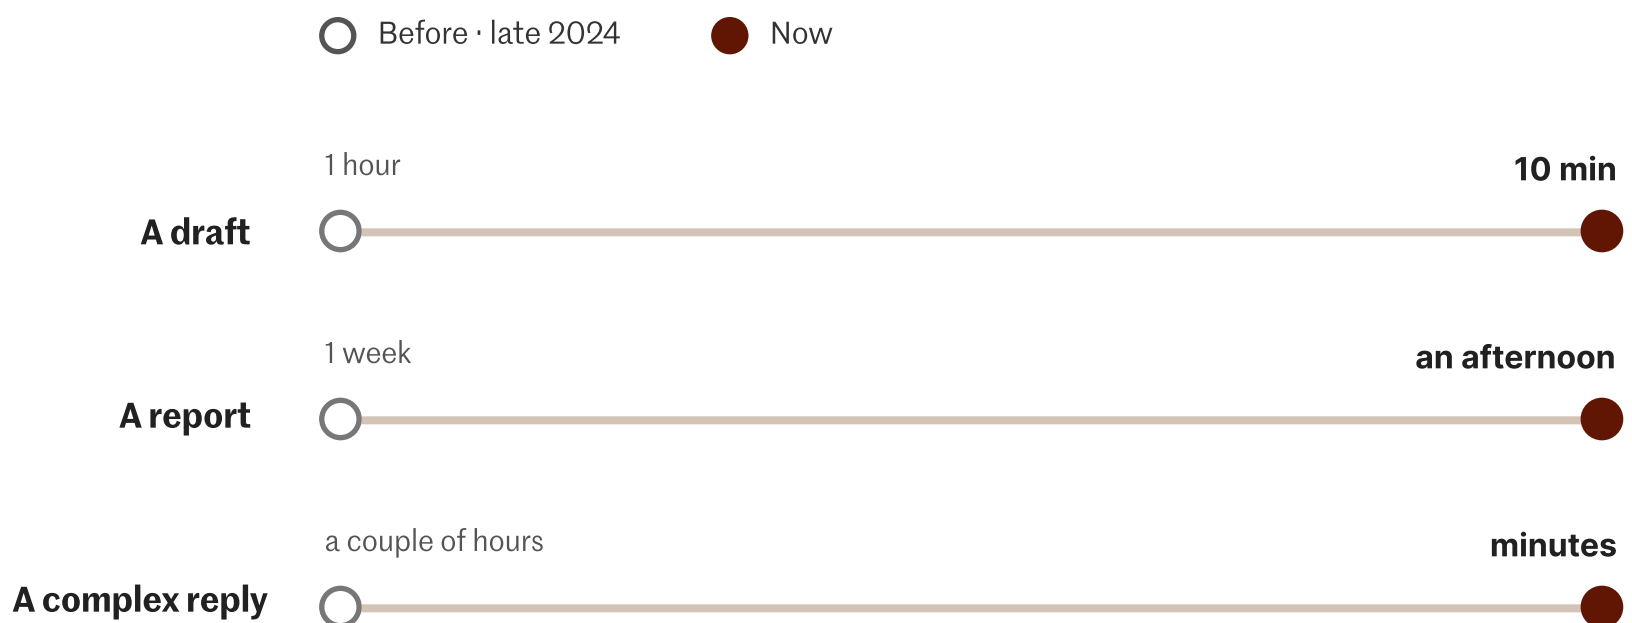 Before · late 2024
Now
1 hour
10 min
A draft
1 week
an afternoon
A report
a couple of hours
minutes
A complex reply